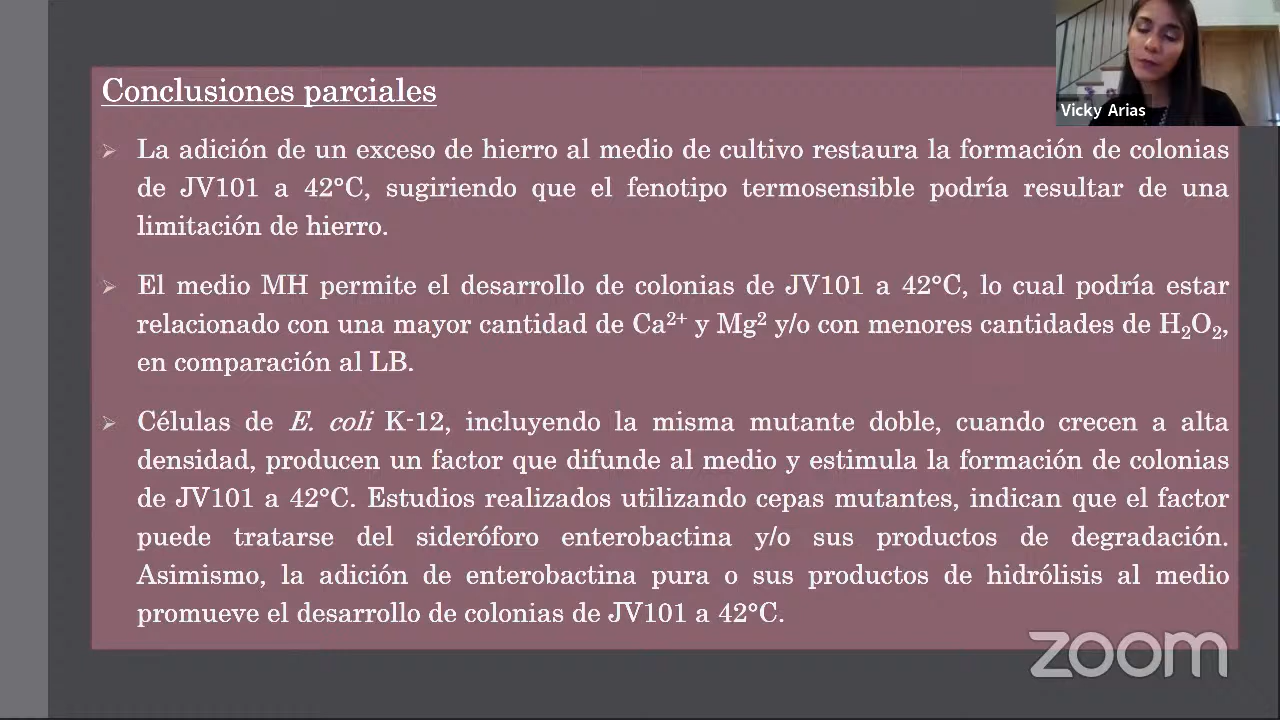 Conclusiones parciales
La adición de un exceso de hierro al medio de cultivo restaura la formación de colonias
de JV101 a 42°C, sugiriendo que el fenotipo termosensible podría resultar de una
limitación de hierro.
El medio MH permite el desarrollo de colonias de JV101 a 42°C, lo cual podría estar
relacionado con una mayor cantidad de Ca²⁺ y Mg² y/o con menores cantidades de H₂O₂,
en comparación al LB.
Células de E. coli K-12, incluyendo la misma mutante doble, cuando crecen a alta
densidad, producen un factor que difunde al medio y estimula la formación de colonias
de JV101 a 42°C. Estudios realizados utilizando cepas mutantes, indican que el factor
puede tratarse del sideróforo enterobactina y/o sus productos de degradación.
Asimismo, la adición de enterobactina pura o sus productos de hidrólisis al medio
promueve el desarrollo de colonias de JV101 a 42°C.
Vicky Arias
zoom